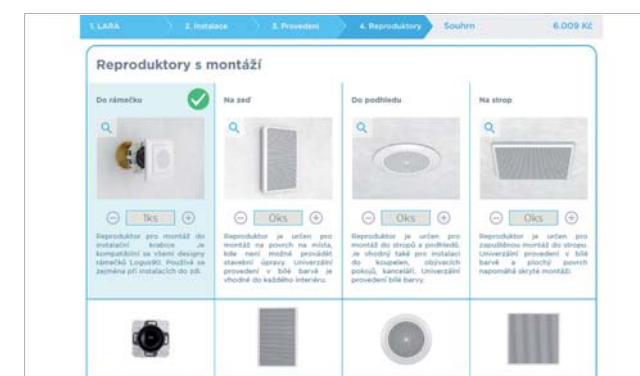 1. LARA
2. Instalace
3. Provedení
4. Reproduktory
Souhrn
6.009 Kč
Reproduktory s montáží
Do rámečku
Na zeď
Do podhledu
Na strop
1ks
0ks
0ks
0ks
Reproduktor pro montáž do
instalační krabice. Je
kompatibilní se všemi designy
rámečků Logus90. Používá se
zejména při instalacích do zdi.
Reproduktor je určen pro
montáž na povrch na místa,
kde není možné provádět
stavební úpravy. Univerzální
provedení v bílé barvě je
vhodné do každého interiéru.
Reproduktor je určen pro
montáž do stropů a podhledů.
Je vhodný také pro instalaci
do koupelen, obývacích
pokojů, kanceláří. Univerzální
provedení bílé barvy.
Reproduktor je určen pro
zapuštěnou montáž do stropu.
Univerzální provedení v bílé
barvě a plochý povrch
napomáhá skryté montáži.